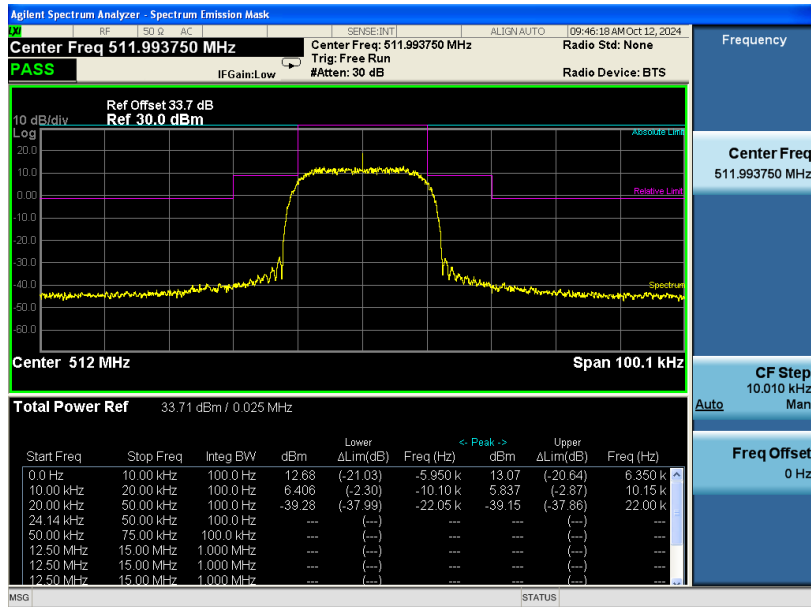 Agilent Spectrum Analyzer - Spectrum Emission Mask
LXI RF 50 Ω AC SENSE:INT ALIGN AUTO 09:46:18 AM Oct 12, 2024
Center Freq 511.993750 MHz
Center Freq: 511.993750 MHz
Radio Std: None
Trig: Free Run
PASS
IFGain:Low
#Atten: 30 dB
Radio Device: BTS
Ref Offset 33.7 dB
10 dB/div
Ref 30.0 dBm
Log
Absolute Limit
20.0
10.0
0.00
Relative Limit
-10.0
-20.0
-30.0
-40.0
Spectrum
-50.0
-60.0
Center 512 MHz
Span 100.1 kHz
Total Power Ref 33.71 dBm / 0.025 MHz
Lower <- Peak -> Upper
Start Freq Stop Freq Integ BW dBm ΔLim(dB) Freq (Hz) dBm ΔLim(dB) Freq (Hz)
0.0 Hz 10.00 kHz 100.0 Hz 12.68 (-21.03) -5.950 k 13.07 (-20.64) 6.350 k
10.00 kHz 20.00 kHz 100.0 Hz 6.406 (-2.30) -10.10 k 5.837 (-2.87) 10.15 k
20.00 kHz 50.00 kHz 100.0 Hz -39.28 (-37.99) -22.05 k -39.15 (-37.86) 22.00 k
24.14 kHz 50.00 kHz 100.0 Hz --- (---) --- --- (---) ---
50.00 kHz 75.00 kHz 100.0 kHz --- (---) --- --- (---) ---
12.50 MHz 15.00 MHz 1.000 MHz --- (---) --- --- (---) ---
12.50 MHz 15.00 MHz 1.000 MHz --- (---) --- --- (---) ---
12.50 MHz 15.00 MHz 1.000 MHz --- (---) --- --- (---) ---
MSG
STATUS
Frequency
Center Freq
511.993750 MHz
CF Step
10.010 kHz
Auto Man
Freq Offset
0 Hz